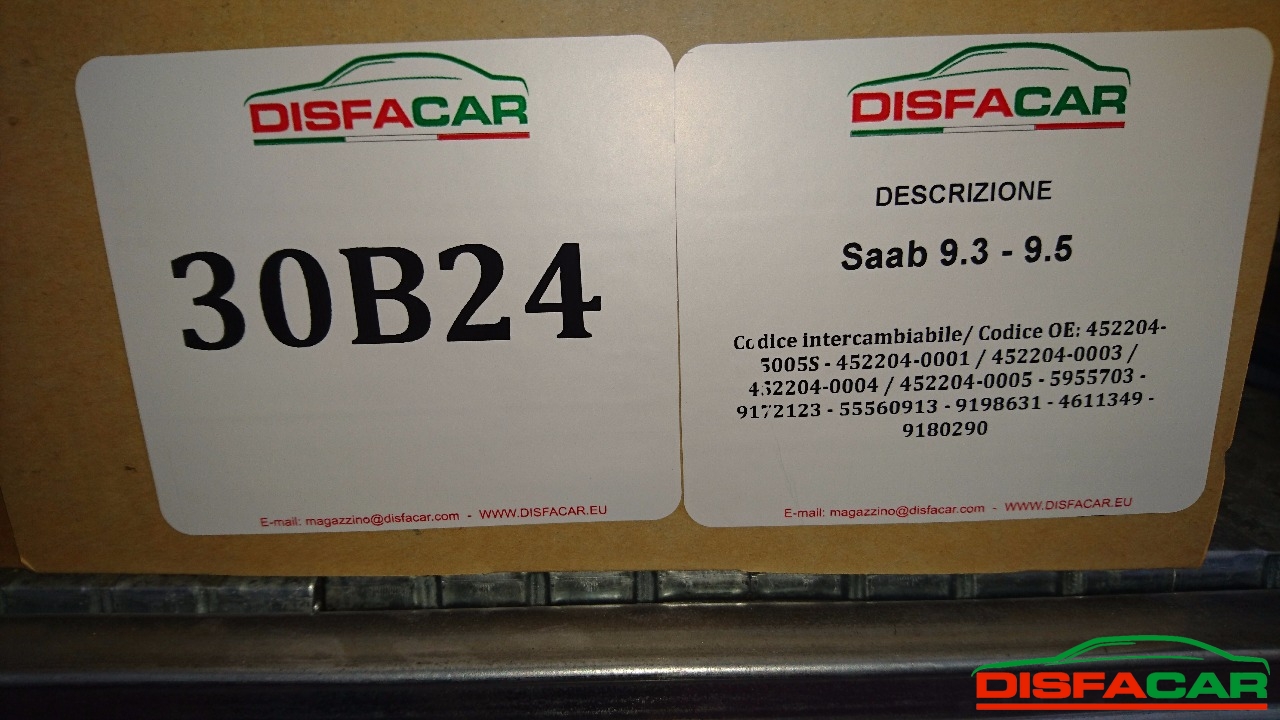 DISFACAR
30B24
E-mail: magazzino@disfacar.com - WWW.DISFACAR.EU
DISFACAR
DESCRIZIONE
Saab 9.3 - 9.5
Codice intercambiabile/ Codice OE: 452204-
5005S - 452204-0001 / 452204-0003 /
452204-0004 / 452204-0005 - 5955703 -
9172123 - 55560913 - 9198631 - 4611349 -
9180290
E-mail: magazzino@disfacar.com - WWW.DISFACAR.EU
DISFACAR